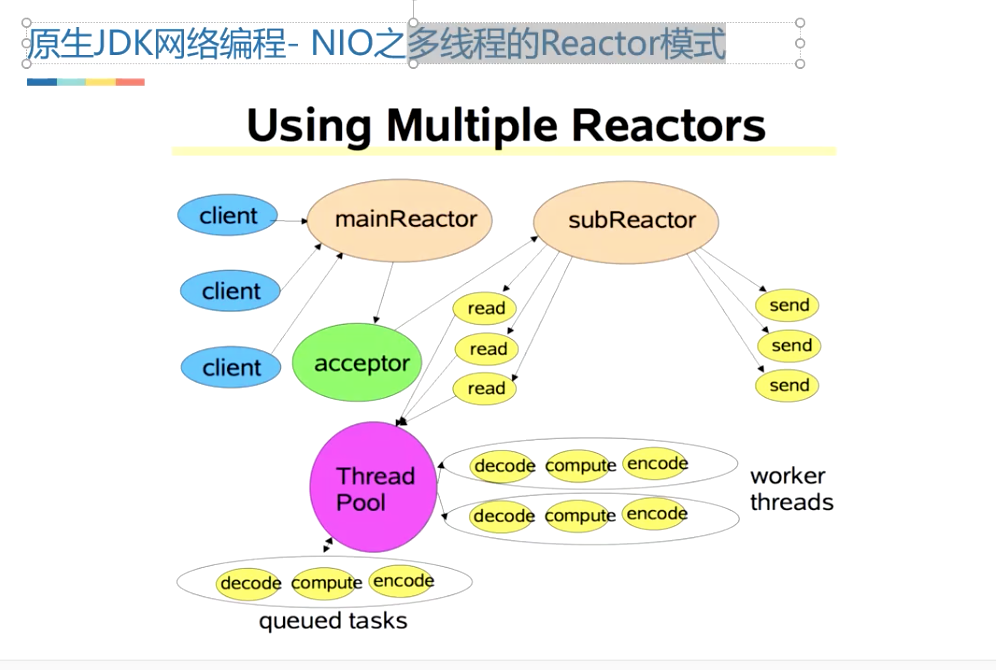 原生JDK网络编程- NIO之多线程的Reactor模式
Using Multiple Reactors
client
mainReactor
subReactor
client
read
send
client
acceptor
read
send
read
send
Thread
Pool
decode compute encode
decode compute encode
worker
threads
decode compute encode
queued tasks